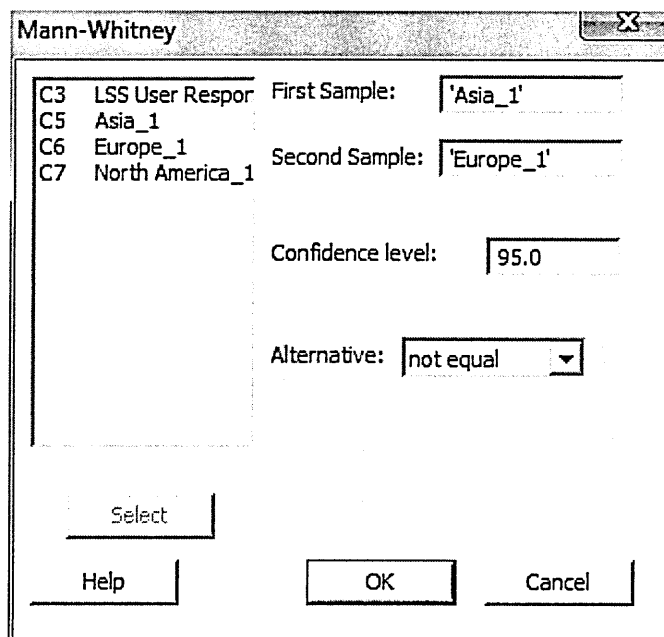 Mann-Whitney
C3 LSS User Respor
C5 Asia_1
C6 Europe_1
C7 North America_1
First Sample: 'Asia_1'
Second Sample: 'Europe_1'
Confidence level: 95.0
Alternative: not equal
Select
Help
OK
Cancel